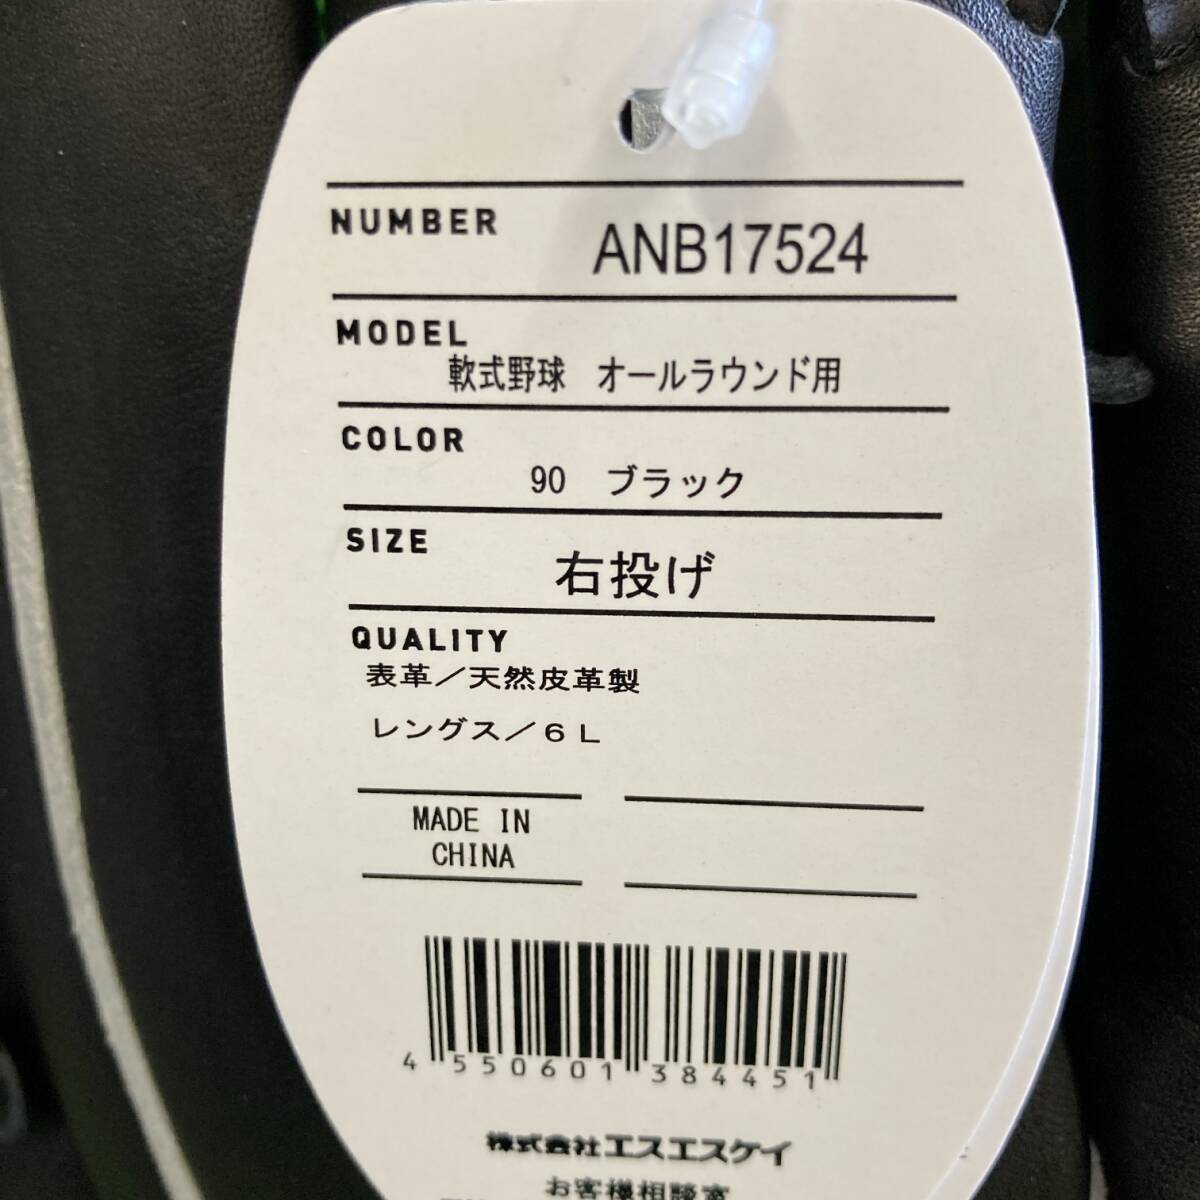 NUMBER
ANB17524
MODEL
軟式野球　オールラウンド用
COLOR
90　ブラック
SIZE
右投げ
QUALITY
表革／天然皮革製
レングス／６Ｌ
MADE IN
CHINA
4 550601 384451
株式会社エスエスケイ
お客様相談室